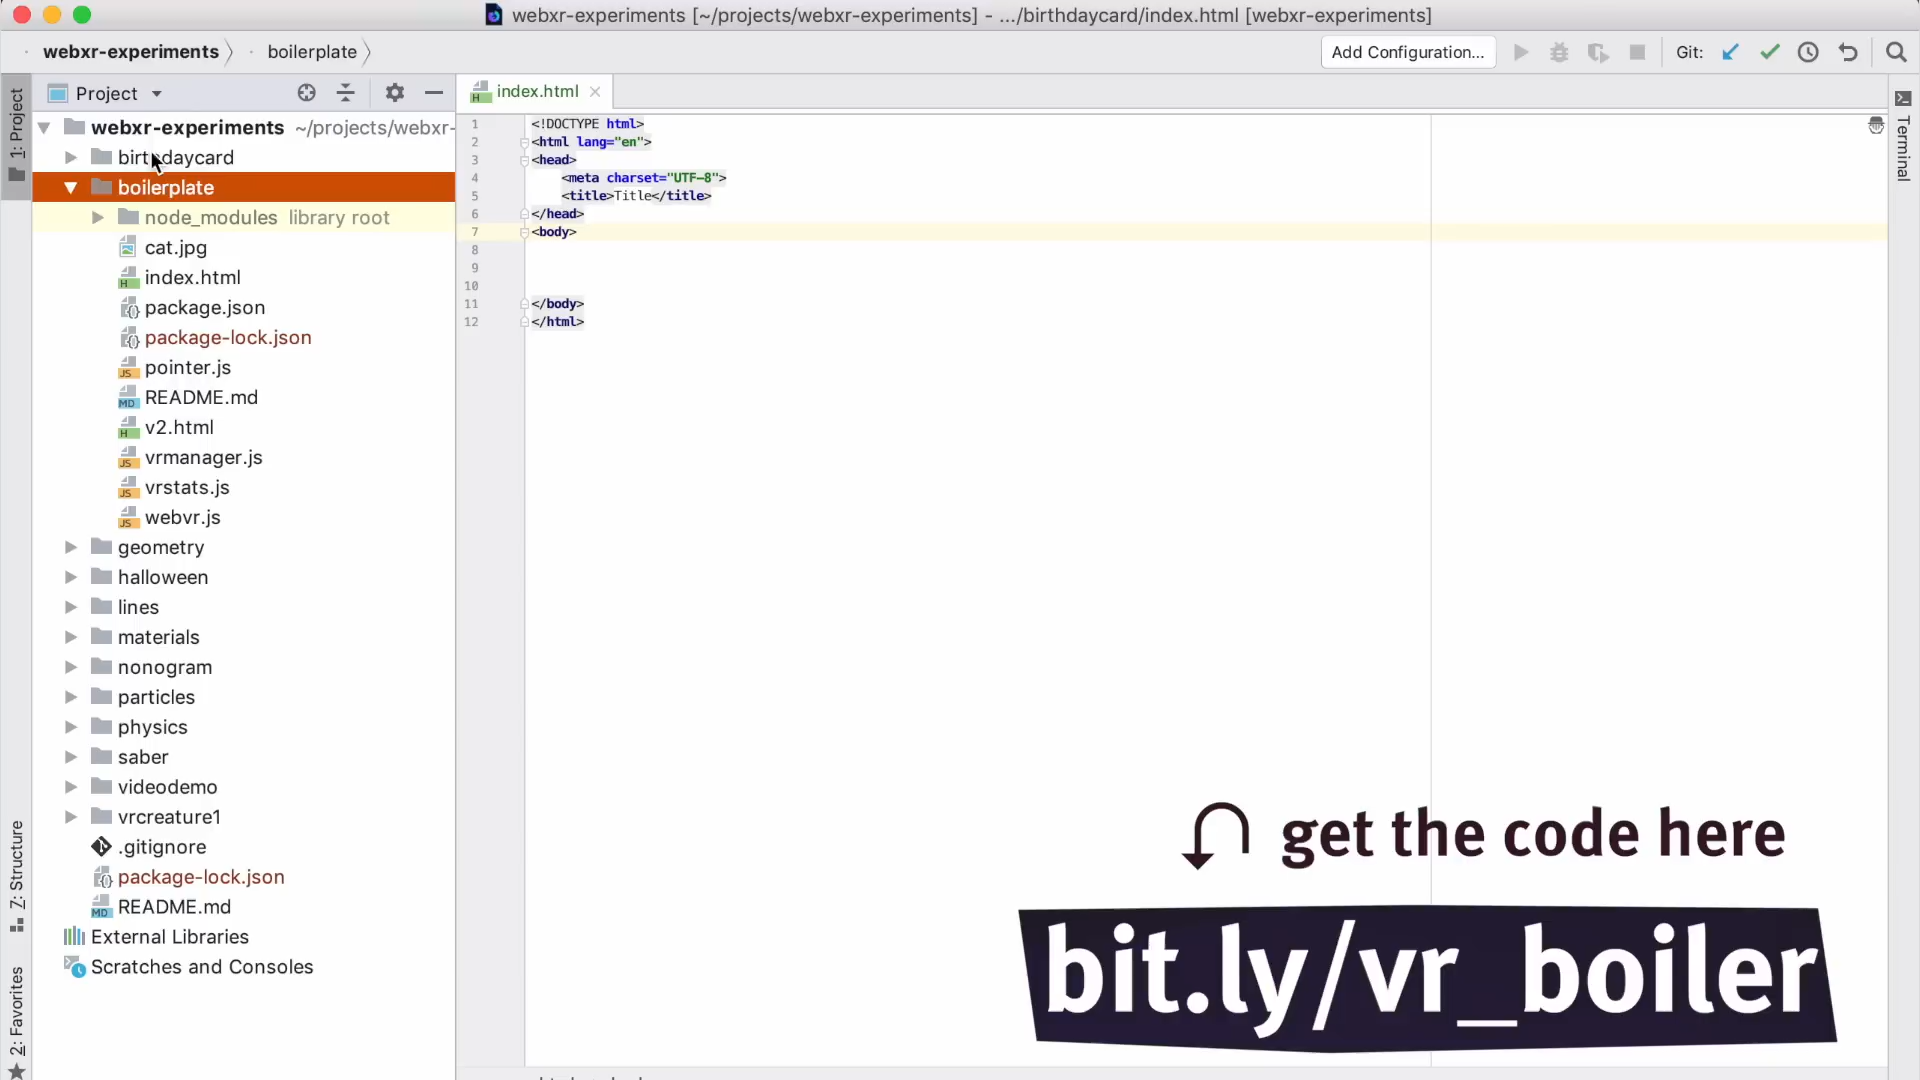 webxr-experiments [~/projects/webxr-experiments] - .../birthdaycard/index.html [webxr-experiments]
webxr-experiments
boilerplate
Add Configuration...
Git:
1: Project
Project
index.html
webxr-experiments ~/projects/webxr-
birthdaycard
boilerplate
node_modules library root
cat.jpg
index.html
package.json
package-lock.json
pointer.js
README.md
v2.html
vrmanager.js
vrstats.js
webvr.js
geometry
halloween
lines
materials
nonogram
particles
physics
saber
videodemo
vrcreature1
.gitignore
package-lock.json
README.md
External Libraries
Scratches and Consoles
Z: Structure
2: Favorites
1 <!DOCTYPE html>
2 <html lang="en">
3 <head>
4 <meta charset="UTF-8">
5 <title>Title</title>
6 </head>
7 <body>
8
9
10
11 </body>
12 </html>
Terminal
get the code here
bit.ly/vr_boiler